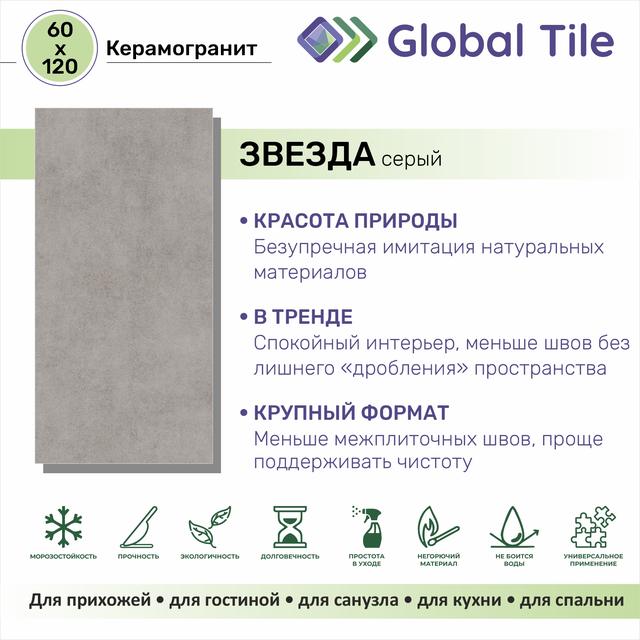 60
x
120
Керамогранит
Global Tile
ЗВЕЗДА серый
• КРАСОТА ПРИРОДЫ
Безупречная имитация натуральных
материалов
• В ТРЕНДЕ
Спокойный интерьер, меньше швов без
лишнего «дробления» пространства
• КРУПНЫЙ ФОРМАТ
Меньше межплиточных швов, проще
поддерживать чистоту
МОРОЗОСТОЙКОСТЬ
ПРОЧНОСТЬ
ЭКОЛОГИЧНОСТЬ
ДОЛГОВЕЧНОСТЬ
ПРОСТОТА
В УХОДЕ
НЕГОРЮЧИЙ
МАТЕРИАЛ
НЕ БОИТСЯ
ВОДЫ
УНИВЕРСАЛЬНОЕ
ПРИМЕНЕНИЕ
Для прихожей • для гостиной • для санузла • для кухни • для спальни